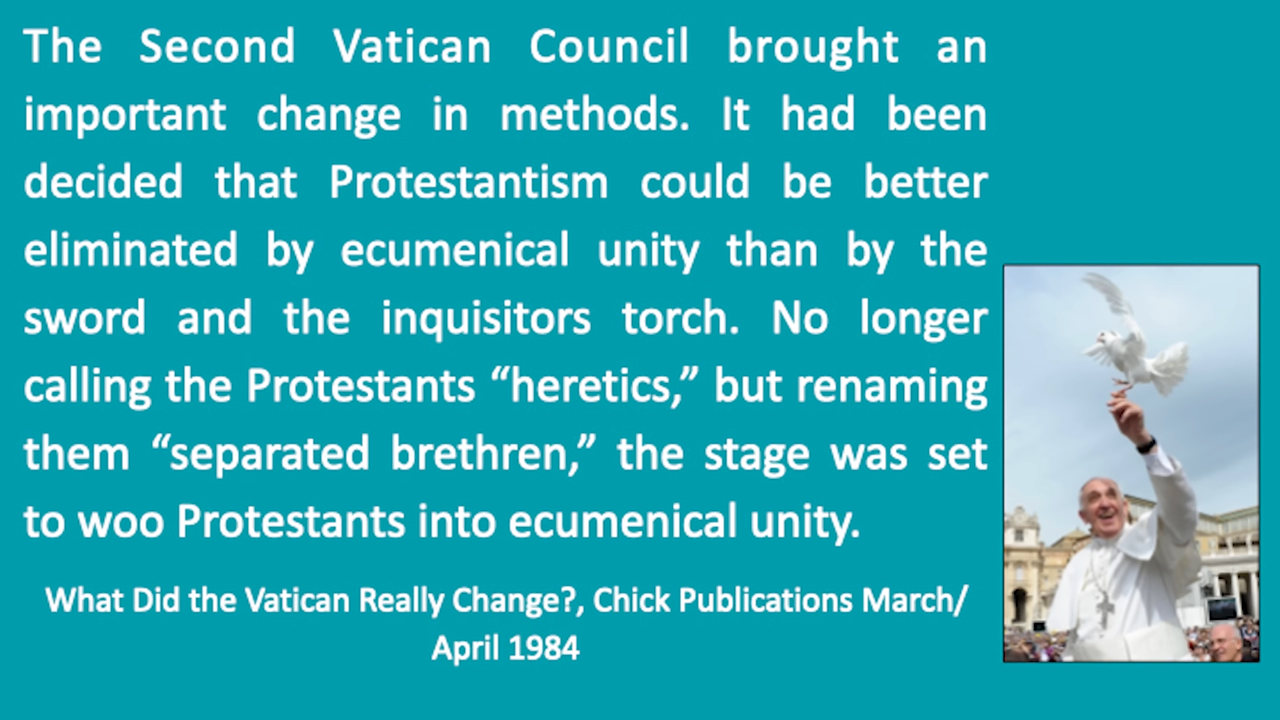 The Second Vatican Council brought an
important change in methods. It had been
decided that Protestantism could be better
eliminated by ecumenical unity than by the
sword and the inquisitors torch. No longer
calling the Protestants “heretics,” but renaming
them “separated brethren,” the stage was set
to woo Protestants into ecumenical unity.
What Did the Vatican Really Change?, Chick Publications March/
April 1984